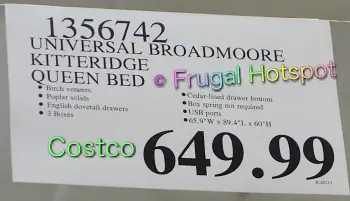 1356742
UNIVERSAL BROADMOORE
KITTERIDGE
QUEEN BED
© Frugal Hotspot
• Birch veneers
• Poplar solids
• English dovetail drawers
• 3 Boxes
• Cedar-lined drawer bottom
• Box spring not required
• USB ports
• 65.9"W x 89.4"L x 60"H
Costco
649.99